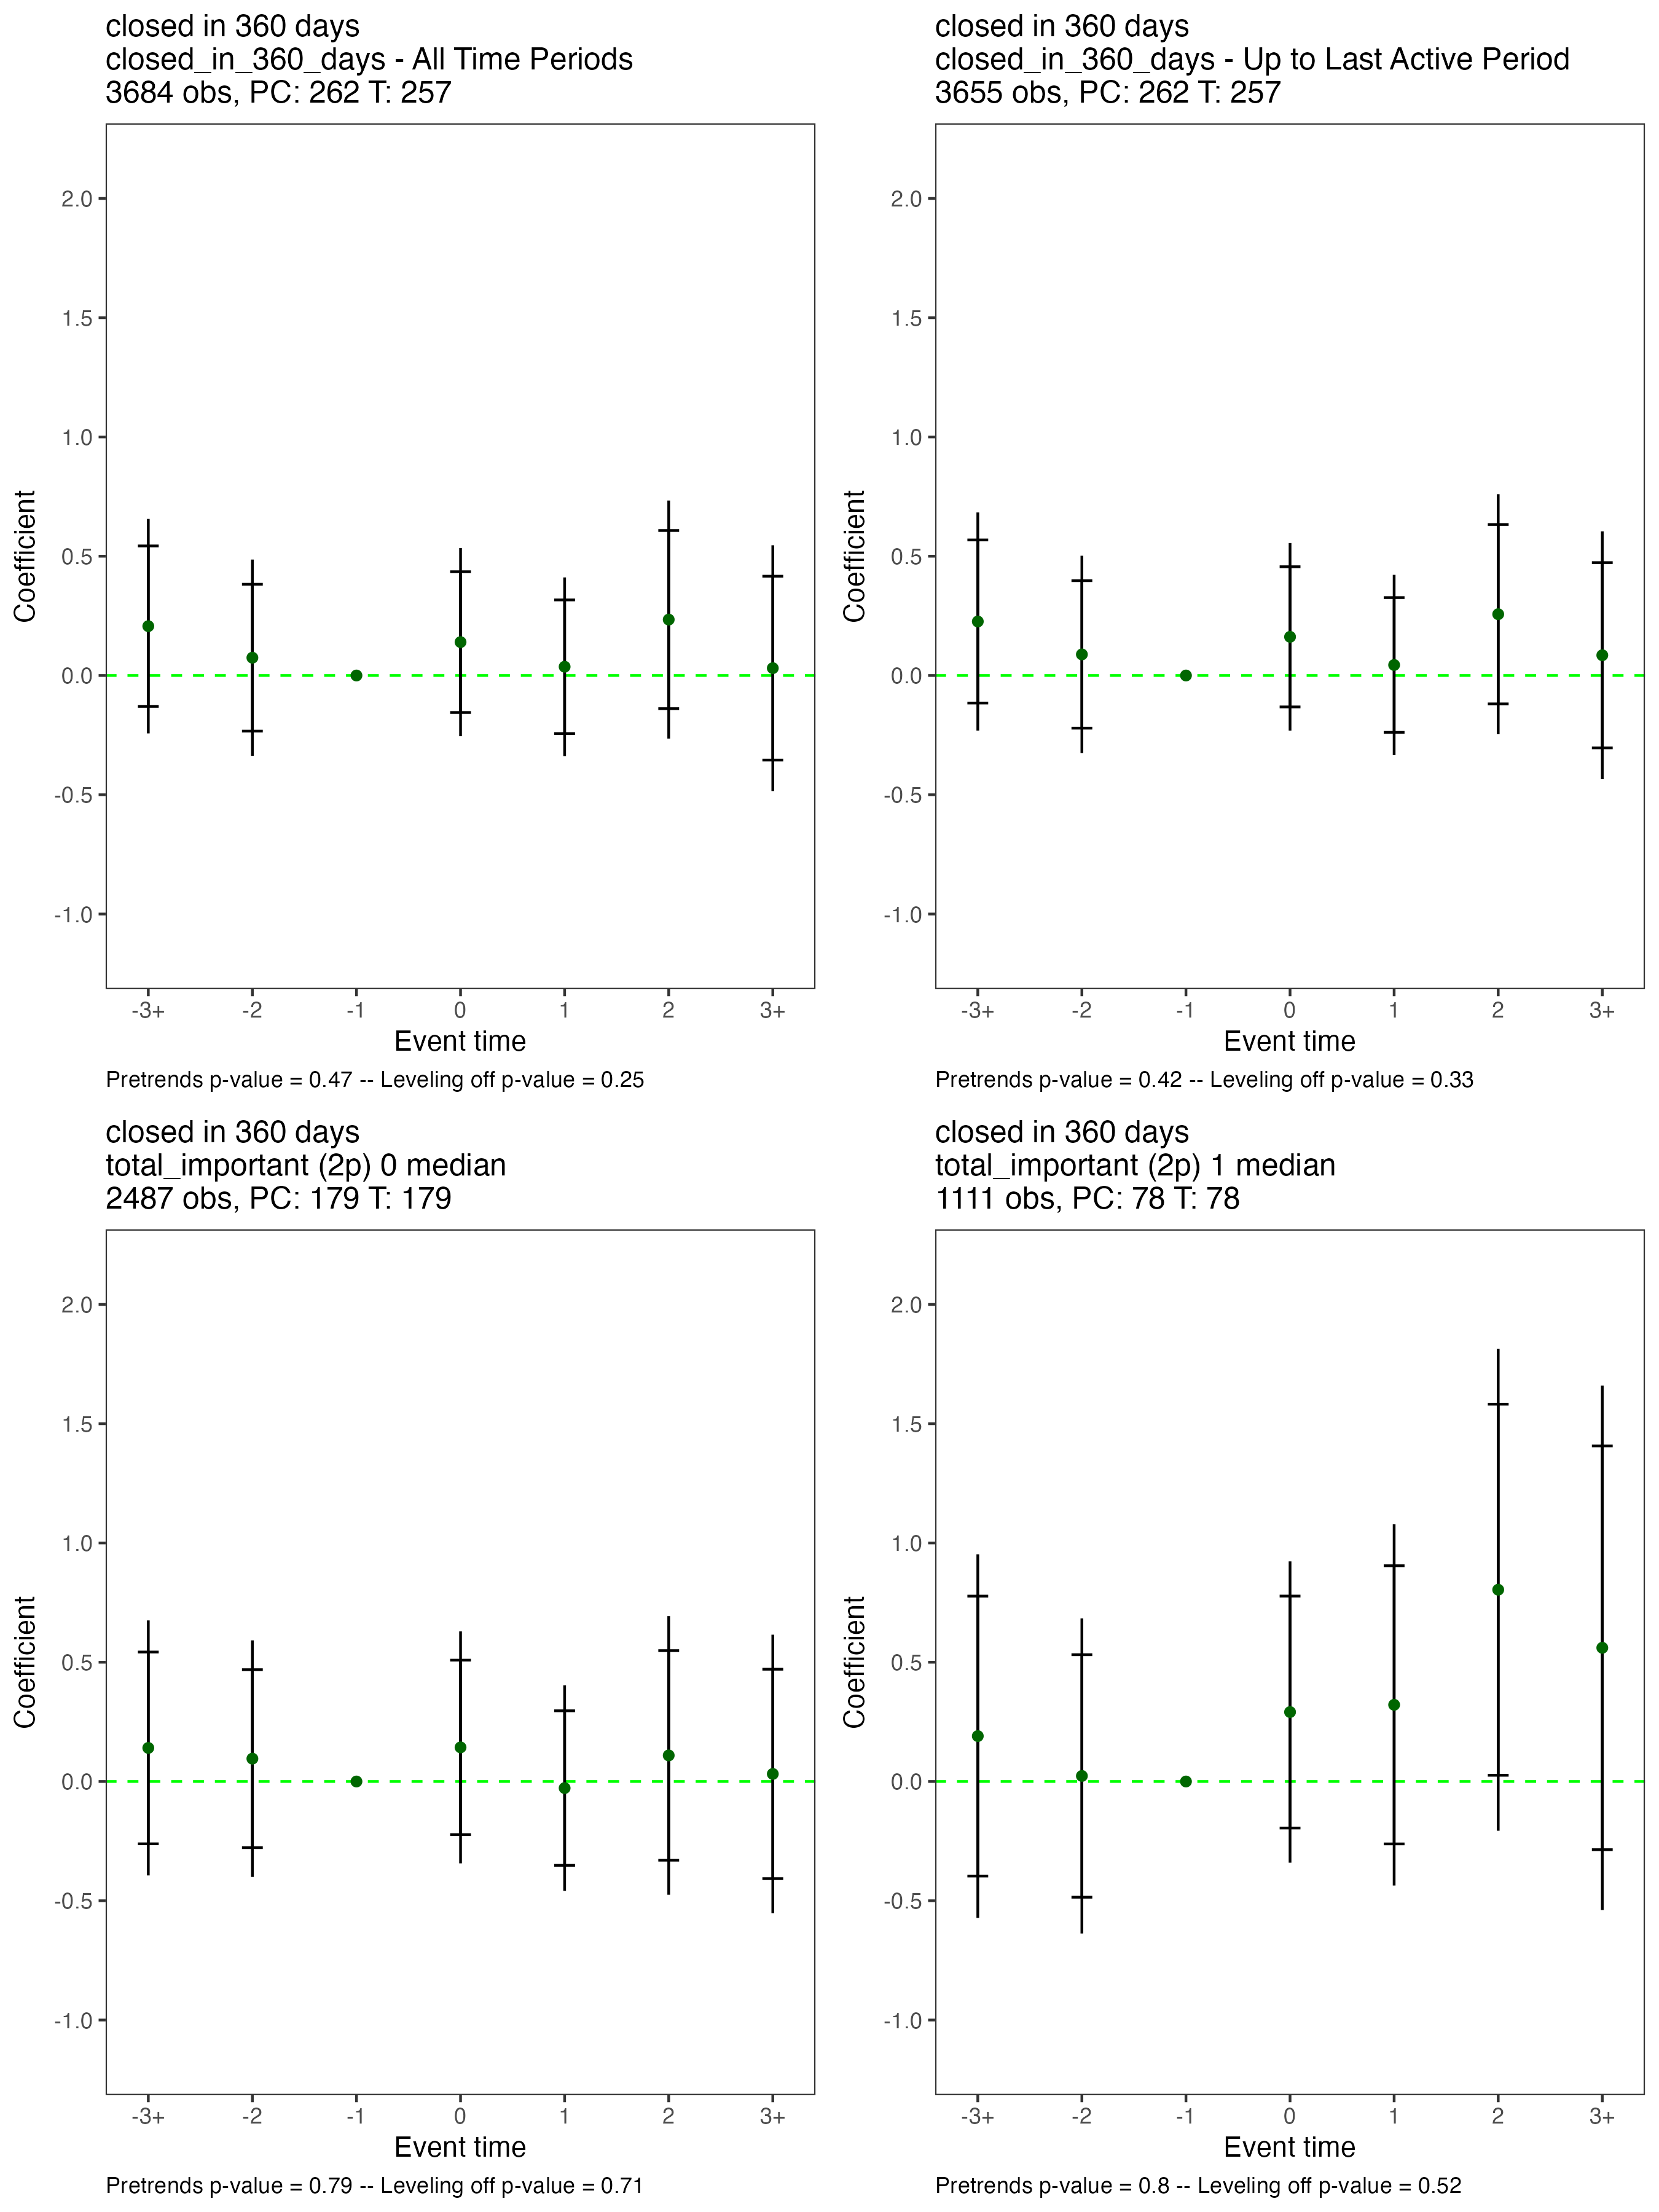 closed in 360 days
closed_in_360_days - All Time Periods
3684 obs, PC: 262 T: 257
2.0
1.5
1.0
0.5
0.0
-0.5
-1.0
Coefficient
-3+ -2 -1 0 1 2 3+
Event time
Pretrends p-value = 0.47 -- Leveling off p-value = 0.25
closed in 360 days
closed_in_360_days - Up to Last Active Period
3655 obs, PC: 262 T: 257
2.0
1.5
1.0
0.5
0.0
-0.5
-1.0
Coefficient
-3+ -2 -1 0 1 2 3+
Event time
Pretrends p-value = 0.42 -- Leveling off p-value = 0.33
closed in 360 days
total_important (2p) 0 median
2487 obs, PC: 179 T: 179
2.0
1.5
1.0
0.5
0.0
-0.5
-1.0
Coefficient
-3+ -2 -1 0 1 2 3+
Event time
Pretrends p-value = 0.79 -- Leveling off p-value = 0.71
closed in 360 days
total_important (2p) 1 median
1111 obs, PC: 78 T: 78
2.0
1.5
1.0
0.5
0.0
-0.5
-1.0
Coefficient
-3+ -2 -1 0 1 2 3+
Event time
Pretrends p-value = 0.8 -- Leveling off p-value = 0.52